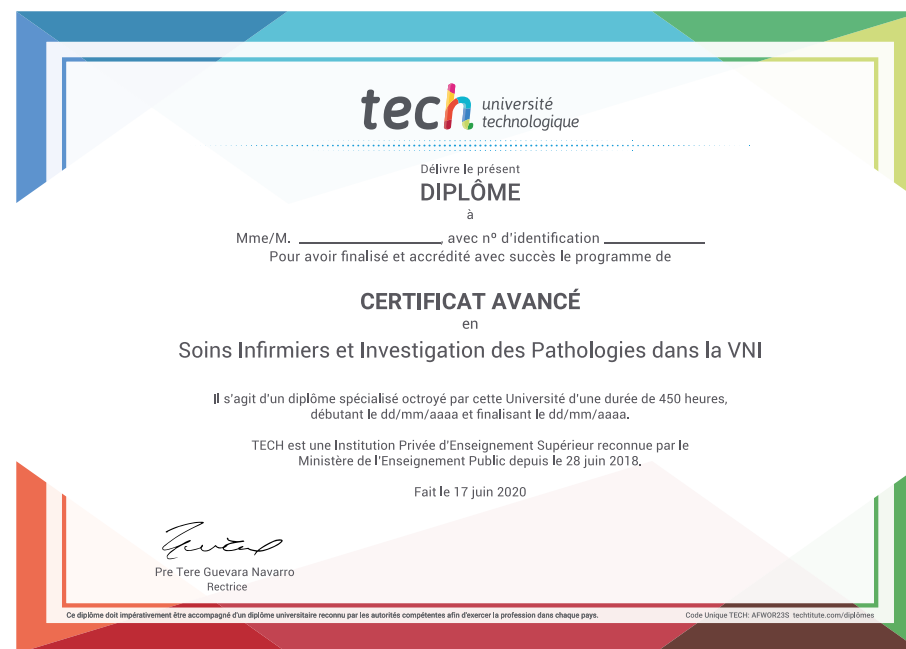 tech université
technologique
Délivre le présent
DIPLÔME
à
Mme/M. ____________________, avec nº d'identification ______________
Pour avoir finalisé et accrédité avec succès le programme de
CERTIFICAT AVANCÉ
en
Soins Infirmiers et Investigation des Pathologies dans la VNI
Il s'agit d'un diplôme spécialisé octroyé par cette Université d'une durée de 450 heures,
débutant le dd/mm/aaaa et finalisant le dd/mm/aaaa.
TECH est une Institution Privée d'Enseignement Supérieur reconnue par le
Ministère de l'Enseignement Public depuis le 28 juin 2018.
Fait le 17 juin 2020
Pre Tere Guevara Navarro
Rectrice
Ce diplôme doit impérativement être accompagné d'un diplôme universitaire reconnu par les autorités compétentes afin d'exercer la profession dans chaque pays.
Code Unique TECH: AFWOR23S techtitute.com/diplômes